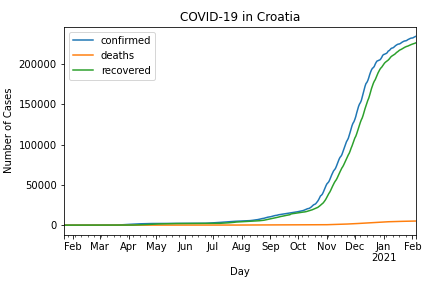 COVID-19 in Croatia
confirmed
deaths
recovered
Number of Cases
200000
150000
100000
50000
0
Feb Mar Apr May Jun Jul Aug Sep Oct Nov Dec Jan Feb
2021
Day